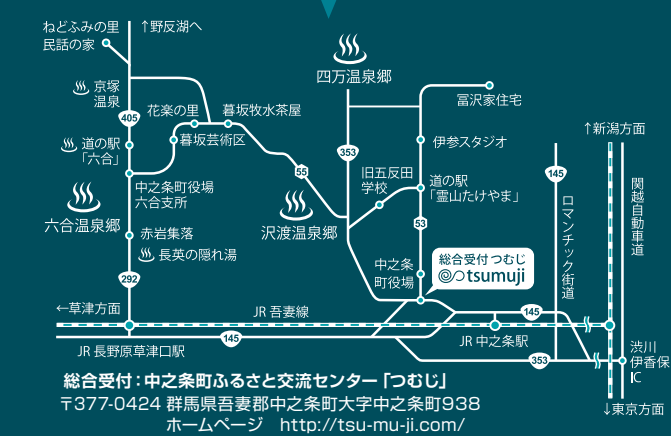 ねどふみの里
民話の家
↑野反湖へ
京塚
温泉
405
花楽の里
暮坂牧水茶屋
暮坂芸術区
道の駅
「六合」
中之条町役場
六合支所
六合温泉郷
赤岩集落
長英の隠れ湯
292
←草津方面
JR 長野原草津口駅
JR 吾妻線
145
55
沢渡温泉郷
四万温泉郷
353
旧五反田
学校
冨沢家住宅
伊参スタジオ
道の駅
「霊山たけやま」
53
中之条
町役場
総合受付 つむじ
tsumuji
145
JR 中之条駅
353
145
ロマンチック街道
↑新潟方面
関越自動車道
渋川
伊香保
IC
↓東京方面
総合受付：中之条町ふるさと交流センター「つむじ」
〒377-0424 群馬県吾妻郡中之条町大字中之条町938
ホームページ　http://tsu-mu-ji.com/